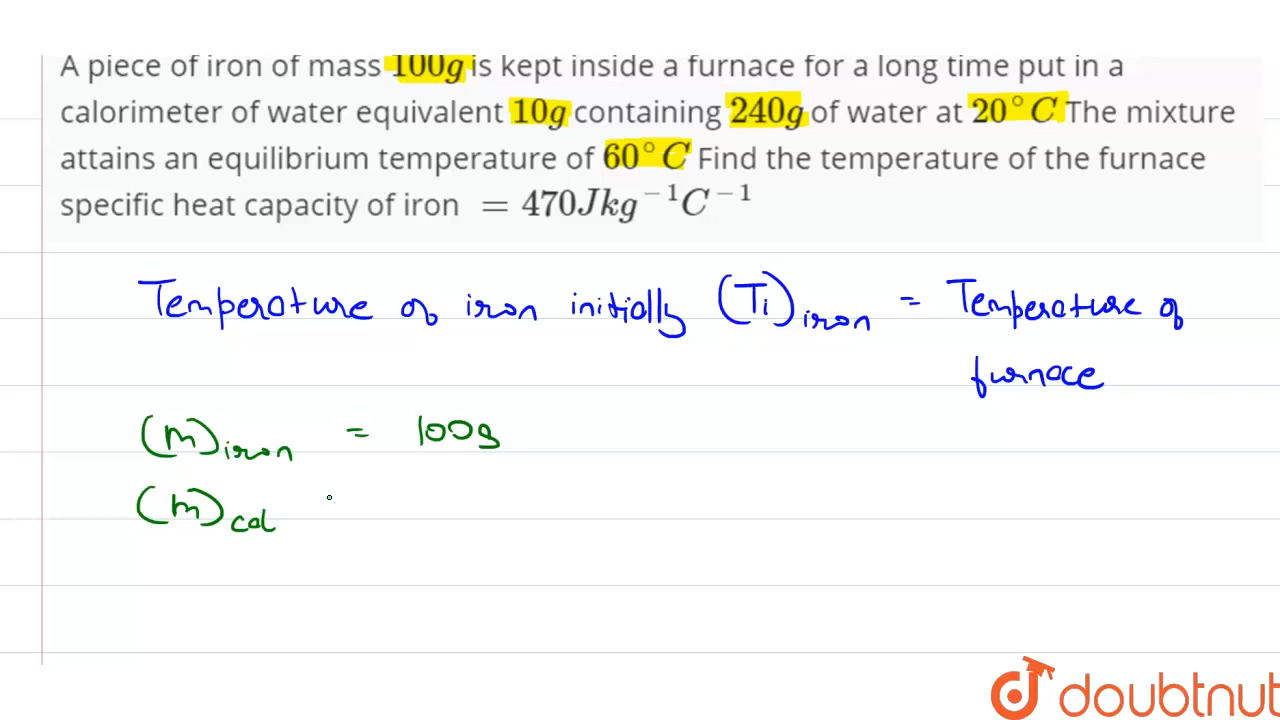 A piece of iron of mass 100g is kept inside a furnace for a long time put in a
calorimeter of water equivalent 10g containing 240g of water at 20°C The mixture
attains an equilibrium temperature of 60°C Find the temperature of the furnace
specific heat capacity of iron = 470Jkg⁻¹C⁻¹
Temperature of iron initially (Ti)iron = Temperature of
furnace
(m)iron = 100g
(m)cal
doubtnut